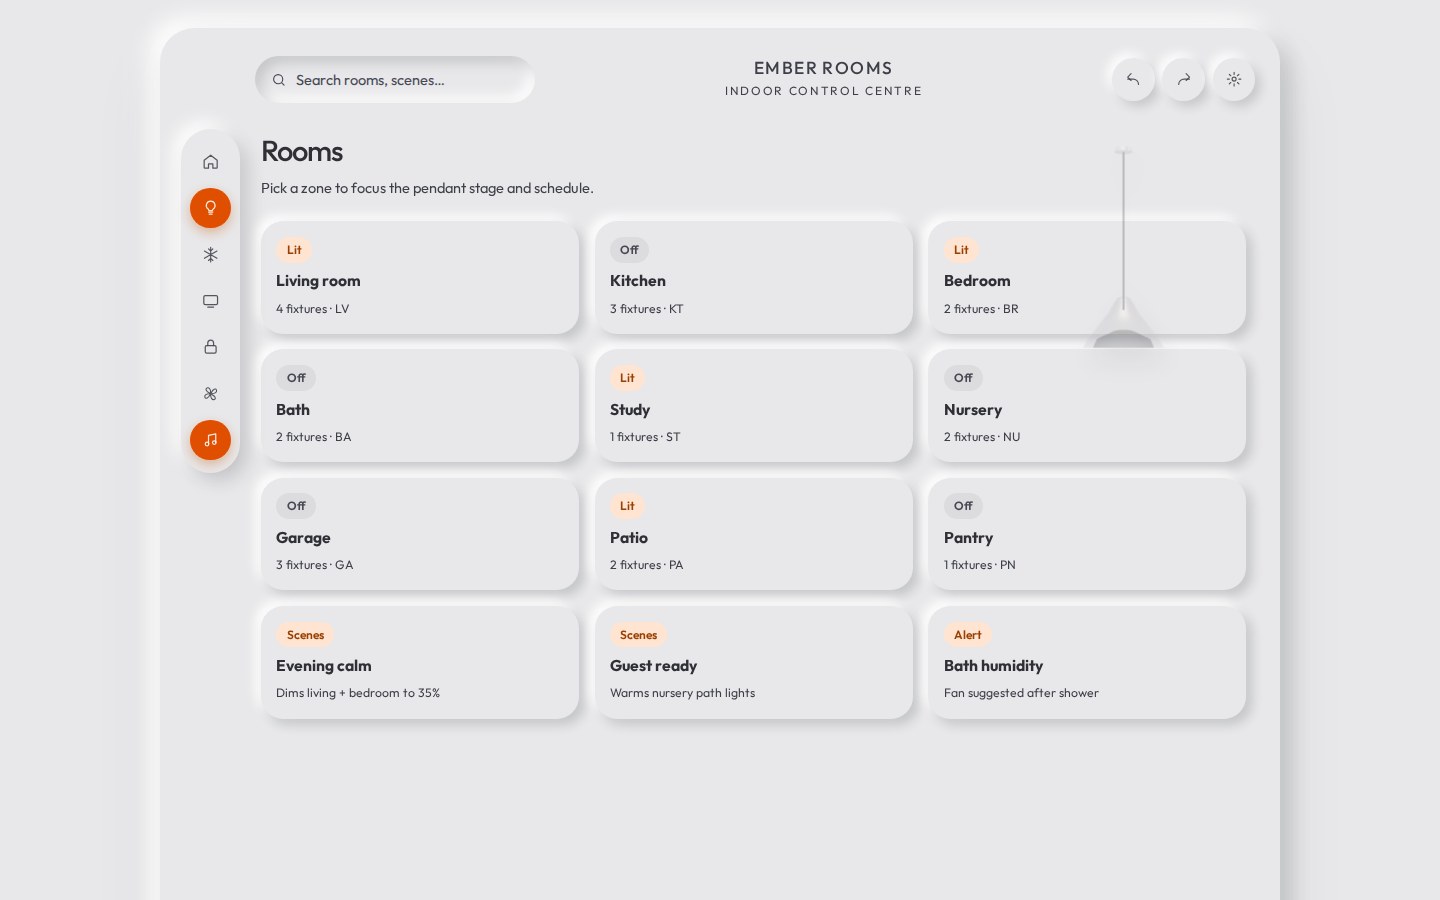 Search rooms, scenes...
EMBER ROOMS
INDOOR CONTROL CENTRE
Rooms
Pick a zone to focus the pendant stage and schedule.
Lit
Living room
4 fixtures · LV
Off
Kitchen
3 fixtures · KT
Lit
Bedroom
2 fixtures · BR
Off
Bath
2 fixtures · BA
Lit
Study
1 fixtures · ST
Off
Nursery
2 fixtures · NU
Off
Garage
3 fixtures · GA
Lit
Patio
2 fixtures · PA
Off
Pantry
1 fixtures · PN
Scenes
Evening calm
Dims living + bedroom to 35%
Scenes
Guest ready
Warms nursery path lights
Alert
Bath humidity
Fan suggested after shower